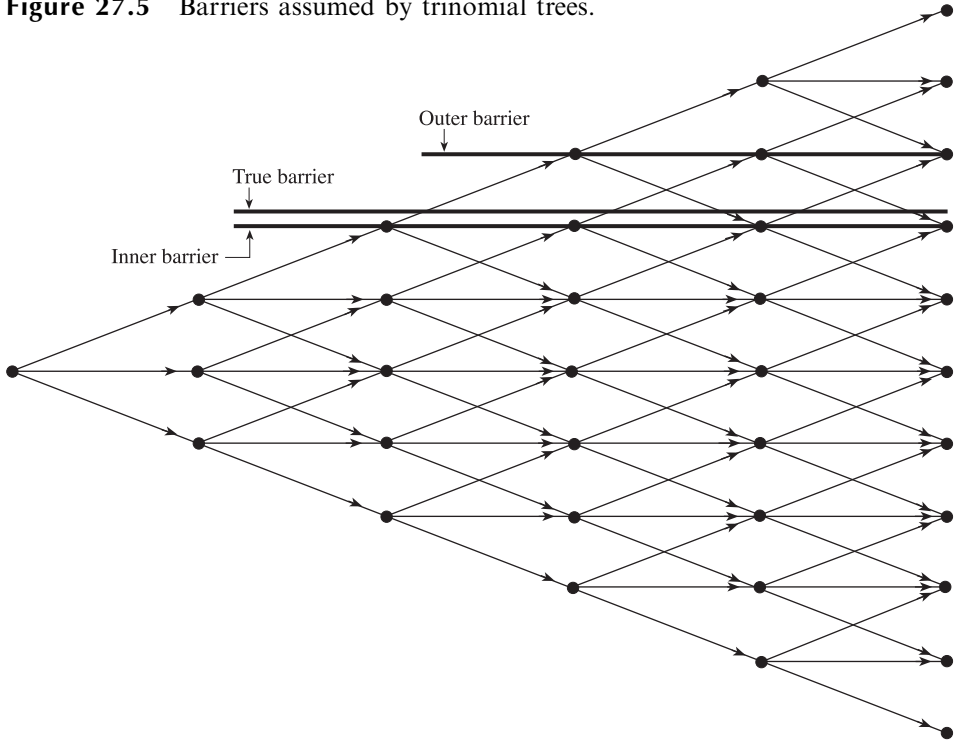 Figure 27.5 Barriers assumed by trinomial trees.
Outer barrier
True barrier
Inner barrier